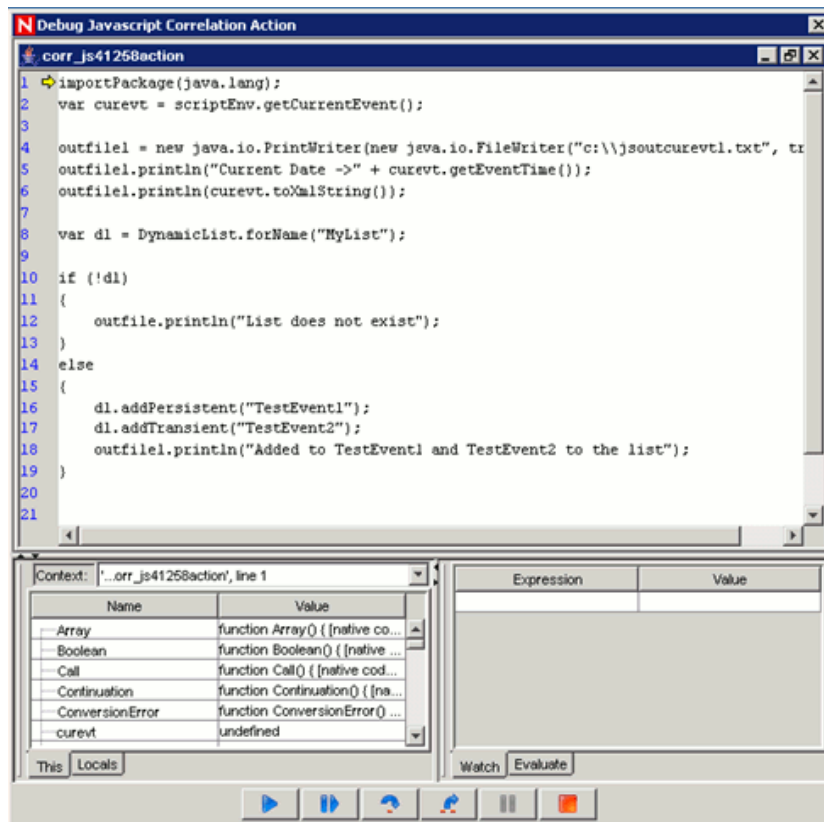 N Debug Javascript Correlation Action
corr_js41258action
1 importPackage(java.lang);
2 var curevt = scriptEnv.getCurrentEvent();
3
4 outfile1 = new java.io.PrintWriter(new java.io.FileWriter("c:\\jsoutcurevt1.txt", tr
5 outfile1.println("Current Date ->" + curevt.getEventTime());
6 outfile1.println(curevt.toXmlString());
7
8 var dl = DynamicList.forName("MyList");
9
10 if (!dl)
11 {
12 outfile.println("List does not exist");
13 }
14 else
15 {
16 dl.addPersistent("TestEvent1");
17 dl.addTransient("TestEvent2");
18 outfile1.println("Added to TestEvent1 and TestEvent2 to the list");
19 }
20
21
Context: '...orr_js41258action', line 1
Name Value
Array function Array() { [native co...
Boolean function Boolean() { [native ...
Call function Call() { [native cod...
Continuation function Continuation() { [na...
ConversionError function ConversionError() ...
curevt undefined
This Locals
Expression Value
Watch Evaluate